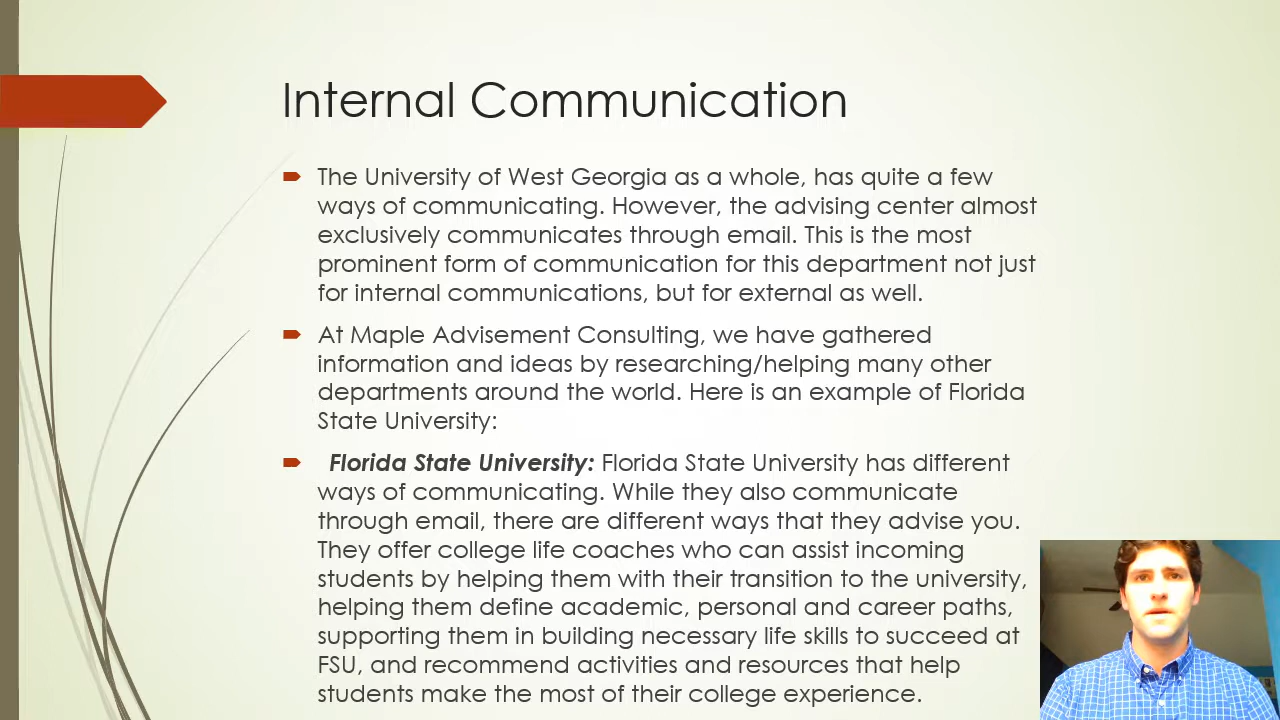 Internal Communication
The University of West Georgia as a whole, has quite a few
ways of communicating. However, the advising center almost
exclusively communicates through email. This is the most
prominent form of communication for this department not just
for internal communications, but for external as well.
At Maple Advisement Consulting, we have gathered
information and ideas by researching/helping many other
departments around the world. Here is an example of Florida
State University:
Florida State University: Florida State University has different
ways of communicating. While they also communicate
through email, there are different ways that they advise you.
They offer college life coaches who can assist incoming
students by helping them with their transition to the university,
helping them define academic, personal and career paths,
supporting them in building necessary life skills to succeed at
FSU, and recommend activities and resources that help
students make the most of their college experience.